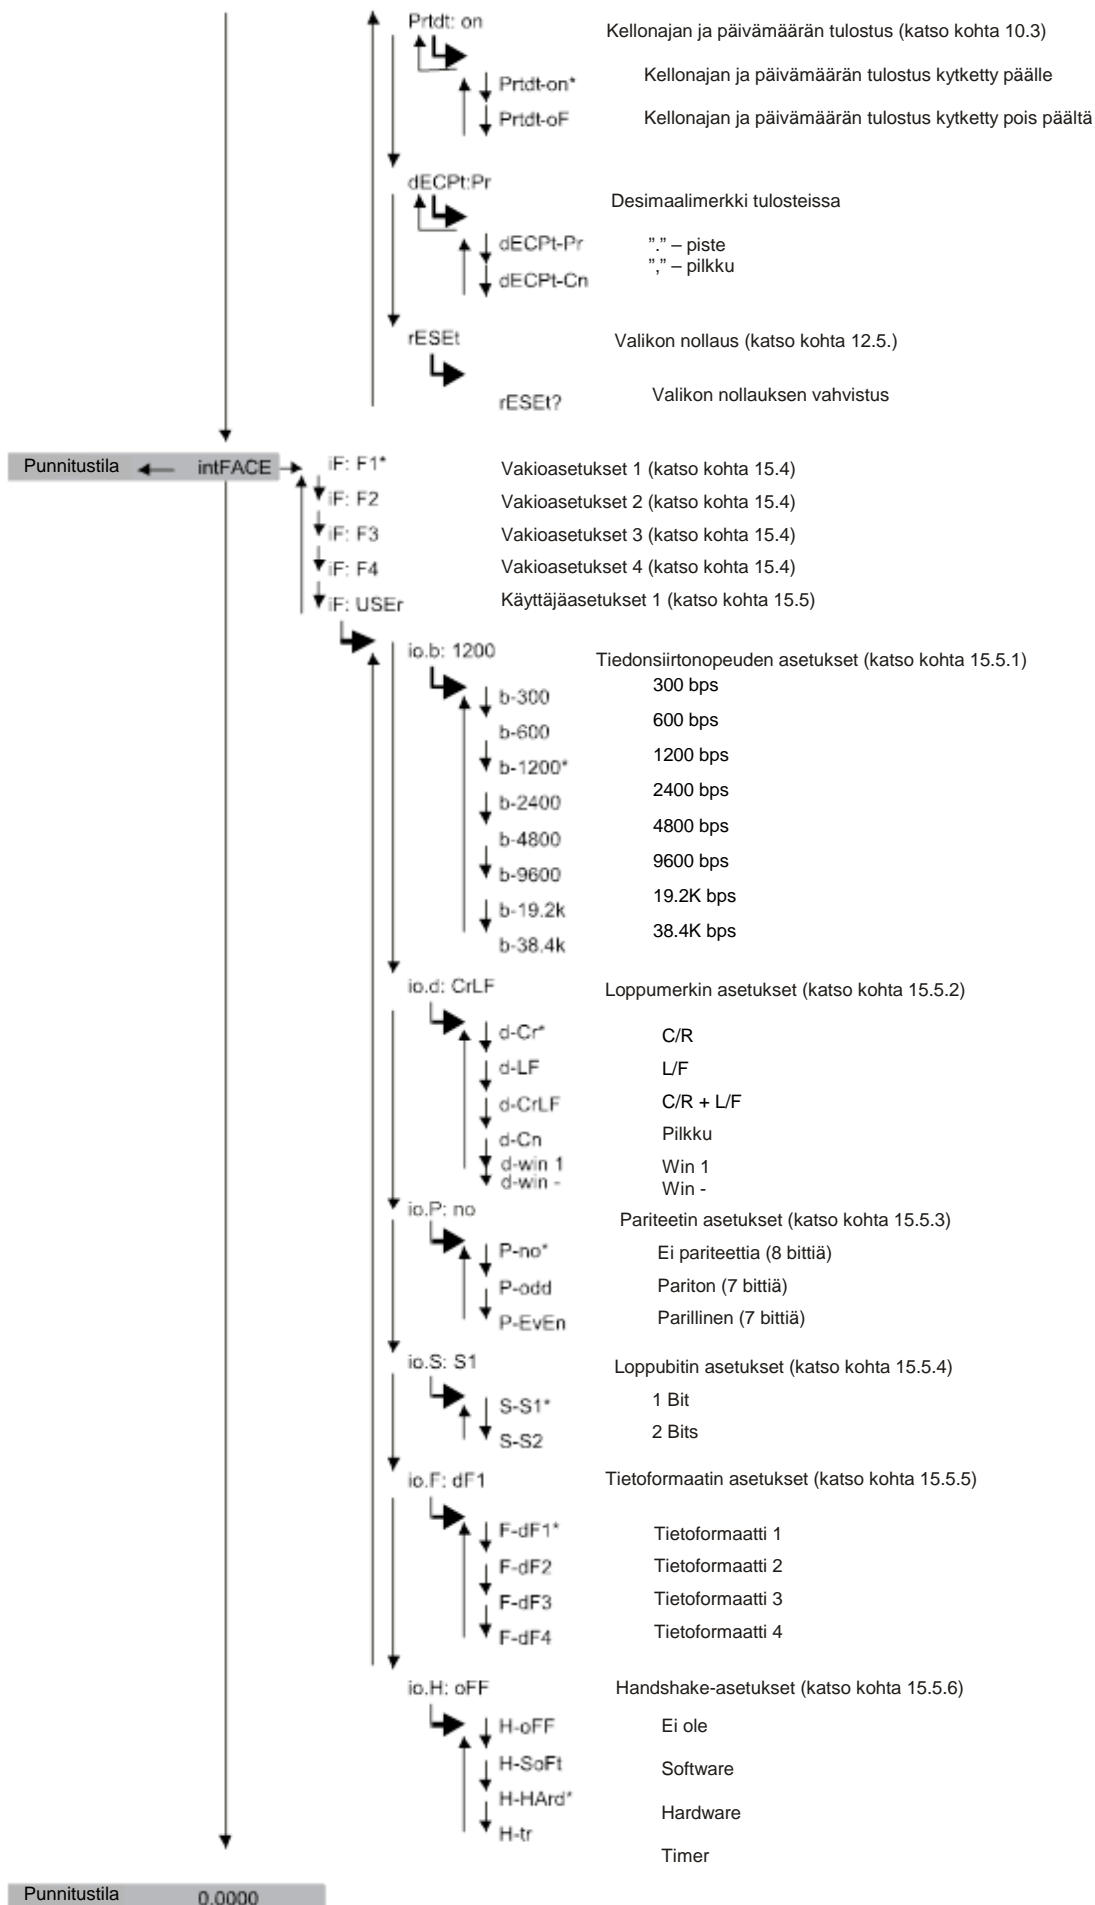 Prtdt: on
Kellonajan ja päivämäärän tulostus (katso kohta 10.3)
Prtdt-on*
Kellonajan ja päivämäärän tulostus kytketty päälle
Prtdt-oF
Kellonajan ja päivämäärän tulostus kytketty pois päältä
dECPt:Pr
Desimaalimerkki tulosteissa
dECPt-Pr
”.” – piste
”,” – pilkku
dECPt-Cn
rESEt
Valikon nollaus (katso kohta 12.5.)
rESEt?
Valikon nollauksen vahvistus
Punnitustila intFACE iF: F1*
Vakioasetukset 1 (katso kohta 15.4)
iF: F2
Vakioasetukset 2 (katso kohta 15.4)
iF: F3
Vakioasetukset 3 (katso kohta 15.4)
iF: F4
Vakioasetukset 4 (katso kohta 15.4)
iF: USEr
Käyttäjäasetukset 1 (katso kohta 15.5)
io.b: 1200
Tiedonsiirtonopeuden asetukset (katso kohta 15.5.1)
b-300
300 bps
b-600
600 bps
b-1200*
1200 bps
b-2400
2400 bps
b-4800
4800 bps
b-9600
9600 bps
b-19.2k
19.2K bps
b-38.4k
38.4K bps
io.d: CrLF
Loppumerkin asetukset (katso kohta 15.5.2)
d-Cr*
C/R
d-LF
L/F
d-CrLF
C/R + L/F
d-Cn
Pilkku
d-win 1
Win 1
d-win -
Win -
io.P: no
Pariteetin asetukset (katso kohta 15.5.3)
P-no*
Ei pariteettia (8 bittiä)
P-odd
Pariton (7 bittiä)
P-EvEn
Parillinen (7 bittiä)
io.S: S1
Loppubitin asetukset (katso kohta 15.5.4)
S-S1*
1 Bit
S-S2
2 Bits
io.F: dF1
Tietoformaatin asetukset (katso kohta 15.5.5)
F-dF1*
Tietoformaatti 1
F-dF2
Tietoformaatti 2
F-dF3
Tietoformaatti 3
F-dF4
Tietoformaatti 4
io.H: oFF
Handshake-asetukset (katso kohta 15.5.6)
H-oFF
Ei ole
H-SoFt
Software
H-HArd*
Hardware
H-tr
Timer
Punnitustila 0.0000